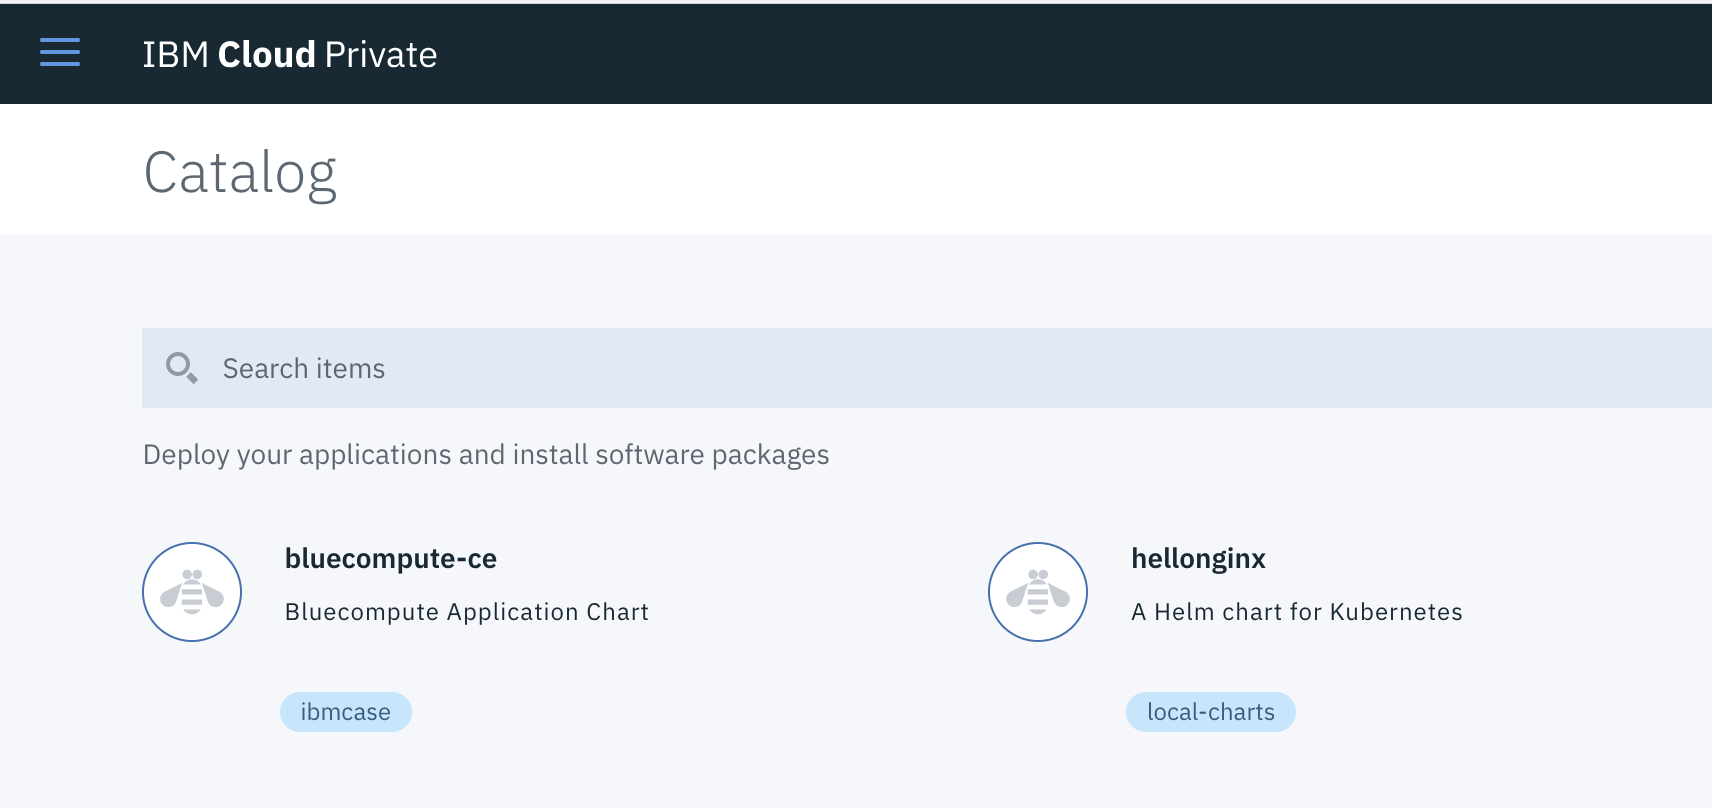 IBM Cloud Private
Catalog
Search items
Deploy your applications and install software packages
bluecompute-ce
Bluecompute Application Chart
ibmcase
hellonginx
A Helm chart for Kubernetes
local-charts